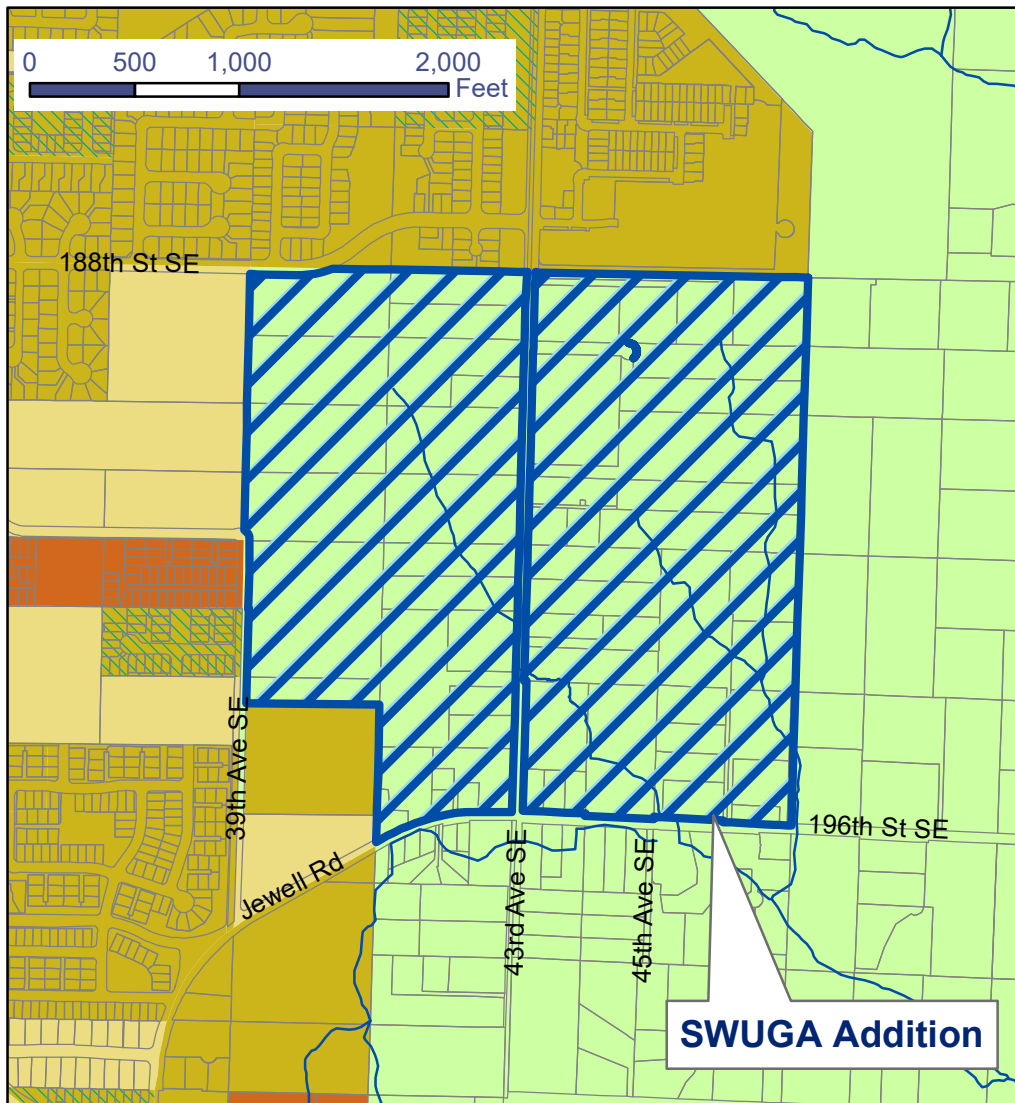 0 500 1,000 2,000
Feet
188th St SE
39th Ave SE
Jewell Rd
43rd Ave SE
45th Ave SE
196th St SE
SWUGA Addition